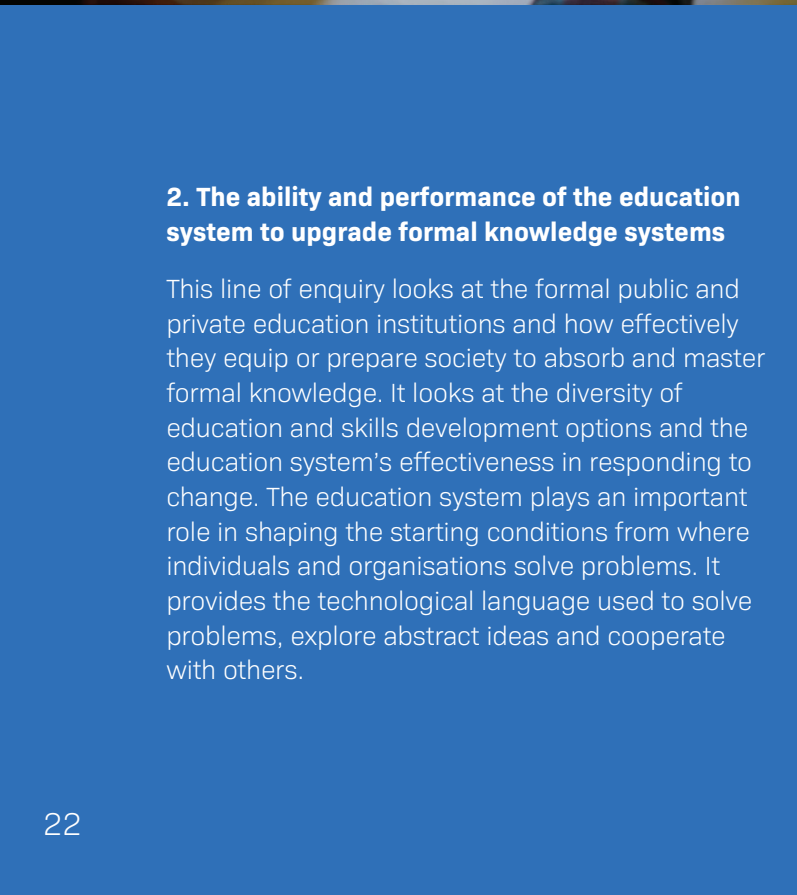 2. The ability and performance of the education
system to upgrade formal knowledge systems
This line of enquiry looks at the formal public and
private education institutions and how effectively
they equip or prepare society to absorb and master
formal knowledge. It looks at the diversity of
education and skills development options and the
education system’s effectiveness in responding to
change. The education system plays an important
role in shaping the starting conditions from where
individuals and organisations solve problems. It
provides the technological language used to solve
problems, explore abstract ideas and cooperate
with others.
22